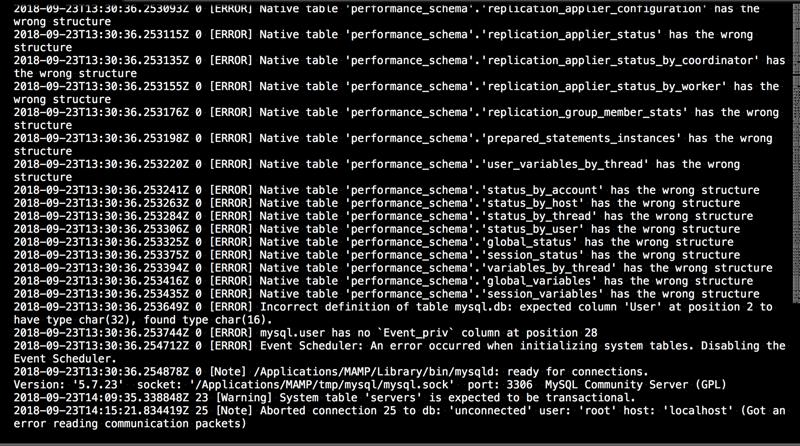 2018-09-23T13:30:36.253093Z 0 [ERROR] Native table 'performance_schema'.'replication_applier_configuration' has the
wrong structure
2018-09-23T13:30:36.253115Z 0 [ERROR] Native table 'performance_schema'.'replication_applier_status' has the wrong
structure
2018-09-23T13:30:36.253135Z 0 [ERROR] Native table 'performance_schema'.'replication_applier_status_by_coordinator' has
the wrong structure
2018-09-23T13:30:36.253155Z 0 [ERROR] Native table 'performance_schema'.'replication_applier_status_by_worker' has the
wrong structure
2018-09-23T13:30:36.253176Z 0 [ERROR] Native table 'performance_schema'.'replication_group_member_stats' has the
wrong structure
2018-09-23T13:30:36.253198Z 0 [ERROR] Native table 'performance_schema'.'prepared_statements_instances' has the wrong
structure
2018-09-23T13:30:36.253220Z 0 [ERROR] Native table 'performance_schema'.'user_variables_by_thread' has the wrong
structure
2018-09-23T13:30:36.253241Z 0 [ERROR] Native table 'performance_schema'.'status_by_account' has the wrong structure
2018-09-23T13:30:36.253263Z 0 [ERROR] Native table 'performance_schema'.'status_by_host' has the wrong structure
2018-09-23T13:30:36.253284Z 0 [ERROR] Native table 'performance_schema'.'status_by_thread' has the wrong structure
2018-09-23T13:30:36.253306Z 0 [ERROR] Native table 'performance_schema'.'status_by_user' has the wrong structure
2018-09-23T13:30:36.253325Z 0 [ERROR] Native table 'performance_schema'.'global_status' has the wrong structure
2018-09-23T13:30:36.253375Z 0 [ERROR] Native table 'performance_schema'.'session_status' has the wrong structure
2018-09-23T13:30:36.253394Z 0 [ERROR] Native table 'performance_schema'.'variables_by_thread' has the wrong structure
2018-09-23T13:30:36.253416Z 0 [ERROR] Native table 'performance_schema'.'global_variables' has the wrong structure
2018-09-23T13:30:36.253435Z 0 [ERROR] Native table 'performance_schema'.'session_variables' has the wrong structure
2018-09-23T13:30:36.253649Z 0 [ERROR] Incorrect definition of table mysql.db: expected column 'User' at position 2 to
have type char(32), found type char(16).
2018-09-23T13:30:36.253744Z 0 [ERROR] mysql.user has no `Event_priv` column at position 28
2018-09-23T13:30:36.254712Z 0 [ERROR] Event Scheduler: An error occurred when initializing system tables. Disabling the
Event Scheduler.
2018-09-23T13:30:36.254878Z 0 [Note] /Applications/MAMP/Library/bin/mysqld: ready for connections.
Version: '5.7.23'  socket: '/Applications/MAMP/tmp/mysql/mysql.sock'  port: 3306  MySQL Community Server (GPL)
2018-09-23T14:09:35.338848Z 23 [Warning] System table 'servers' is expected to be transactional.
2018-09-23T14:15:21.834419Z 25 [Note] Aborted connection 25 to db: 'unconnected' user: 'root' host: 'localhost' (Got an
error reading communication packets)